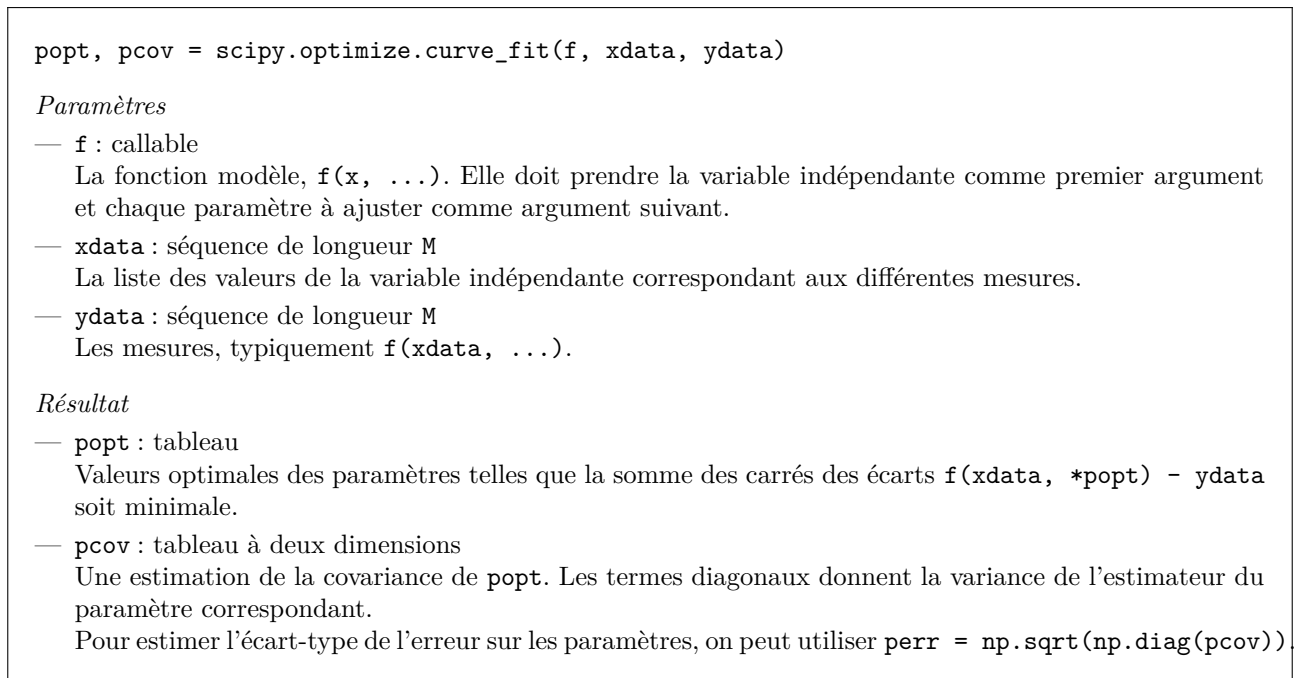 popt, pcov = scipy.optimize.curve_fit(f, xdata, ydata)
Paramètres
— f : callable
La fonction modèle, f(x, ...). Elle doit prendre la variable indépendante comme premier argument
et chaque paramètre à ajuster comme argument suivant.
— xdata : séquence de longueur M
La liste des valeurs de la variable indépendante correspondant aux différentes mesures.
— ydata : séquence de longueur M
Les mesures, typiquement f(xdata, ...).
Résultat
— popt : tableau
Valeurs optimales des paramètres telles que la somme des carrés des écarts f(xdata, *popt) - ydata
soit minimale.
— pcov : tableau à deux dimensions
Une estimation de la covariance de popt. Les termes diagonaux donnent la variance de l'estimateur du
paramètre correspondant.
Pour estimer l'écart-type de l'erreur sur les paramètres, on peut utiliser perr = np.sqrt(np.diag(pcov)).